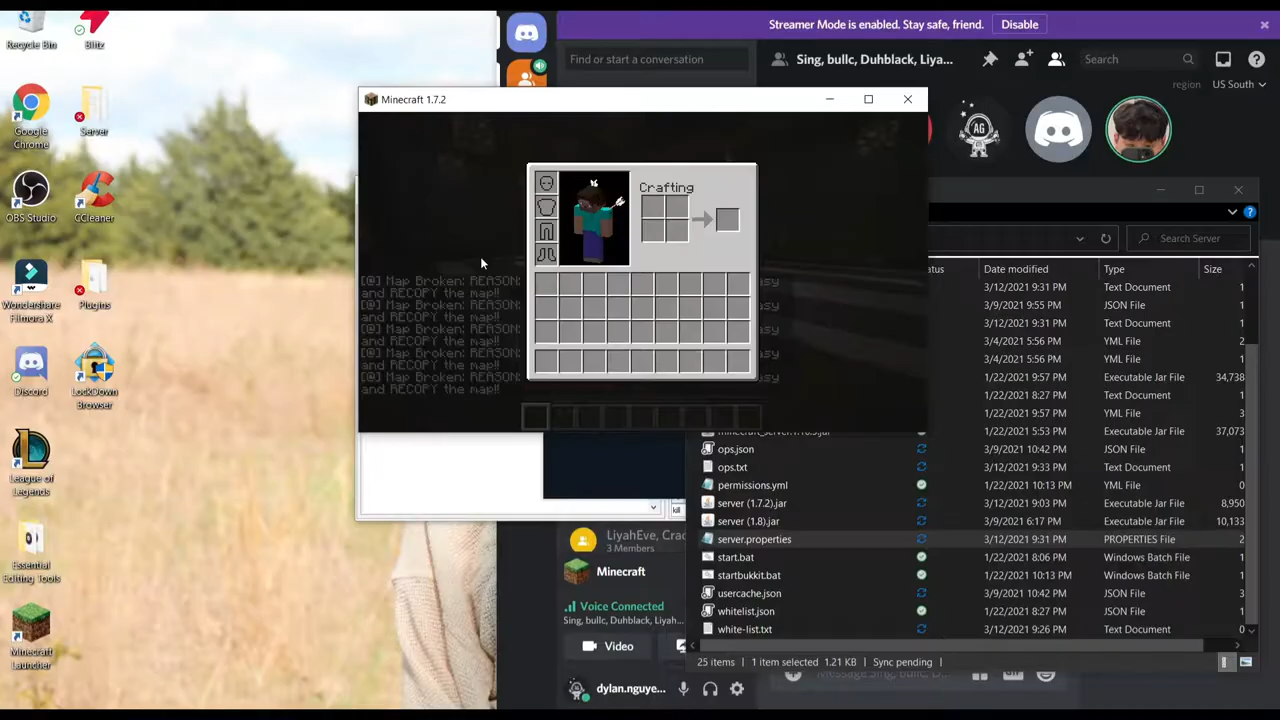 Streamer Mode is enabled. Stay safe, friend.
Disable
Recycle Bin
Blitz
Google Chrome
Server
OBS Studio
CCleaner
Wondershare Filmora X
Plugins
Discord
LockDown Browser
League of Legends
Essential Editing Tools
Minecraft Launcher
Find or start a conversation
Sing, bullc, Duhblack, Liya...
Search
region
US South
AG
Minecraft 1.7.2
Crafting
[@] Map Broken: REASON:
and RECOPY the map!!
[@] Map Broken: REASON:
and RECOPY the map!!
[@] Map Broken: REASON:
and RECOPY the map!!
[@] Map Broken: REASON:
and RECOPY the map!!
[@] Map Broken: REASON:
and RECOPY the map!!
Search Server
Date modified Type Size
3/12/2021 9:31 PM Text Document 1
3/9/2021 9:55 PM JSON File 1
3/12/2021 9:31 PM Text Document 1
3/4/2021 5:56 PM YML File 2
3/4/2021 5:56 PM YML File 1
1/22/2021 9:57 PM Executable Jar File 34,738
1/22/2021 8:27 PM Text Document 1
1/22/2021 9:57 PM YML File 3
1/22/2021 5:53 PM Executable Jar File 37,073
ops.json 3/9/2021 10:42 PM JSON File 1
ops.txt 3/12/2021 9:33 PM Text Document 1
permissions.yml 1/22/2021 10:13 PM YML File 0
server (1.7.2).jar 3/12/2021 9:03 PM Executable Jar File 8,950
server (1.8).jar 3/9/2021 6:17 PM Executable Jar File 10,133
server.properties 3/12/2021 9:31 PM PROPERTIES File 2
start.bat 1/22/2021 8:06 PM Windows Batch File 1
startbukkit.bat 1/22/2021 10:13 PM Windows Batch File 1
usercache.json 3/9/2021 10:42 PM JSON File 3
whitelist.json 1/22/2021 8:27 PM JSON File 1
white-list.txt 3/12/2021 9:26 PM Text Document 0
25 items 1 item selected 1.21 KB Sync pending
kill
LiyahEve, Crac
3 Members
Minecraft
Voice Connected
Sing, bullc, Duhblack, Liyah...
Video
dylan.nguye...
Message Sing, bullc, D...